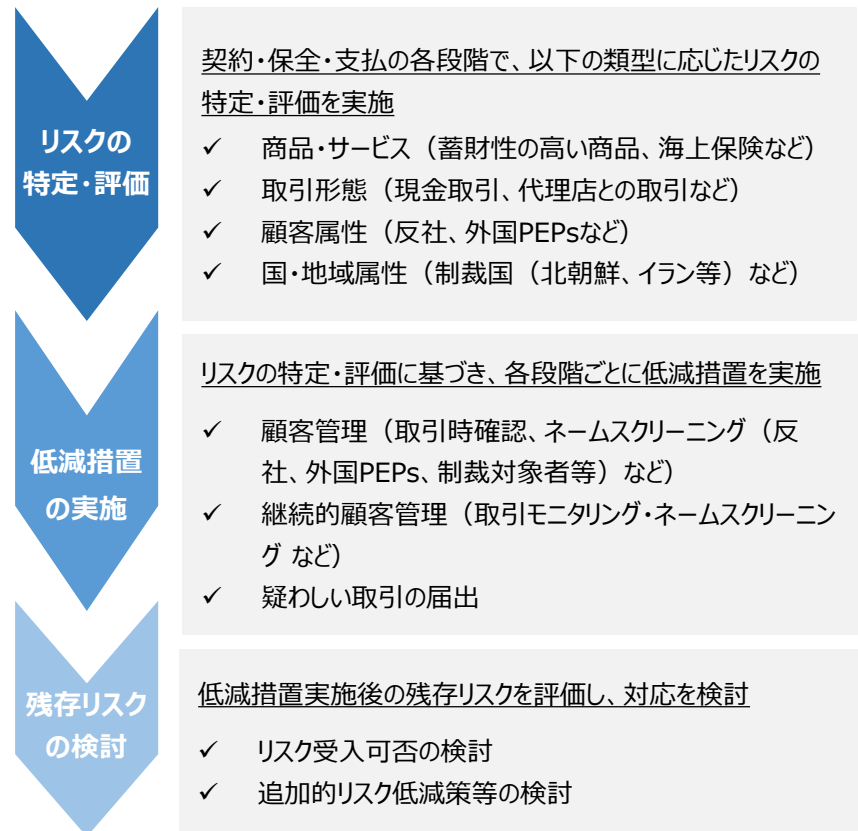 リスクの
特定・評価
契約・保全・支払の各段階で、以下の類型に応じたリスクの
特定・評価を実施
✓ 商品・サービス（蓄財性の高い商品、海上保険など）
✓ 取引形態（現金取引、代理店との取引など）
✓ 顧客属性（反社、外国PEPsなど）
✓ 国・地域属性（制裁国（北朝鮮、イラン等）など）
低減措置
の実施
リスクの特定・評価に基づき、各段階ごとに低減措置を実施
✓ 顧客管理（取引時確認、ネームスクリーニング（反
社、外国PEPs、制裁対象者等）など）
✓ 継続的顧客管理（取引モニタリング・ネームスクリーニン
グ など）
✓ 疑わしい取引の届出
残存リスク
の検討
低減措置実施後の残存リスクを評価し、対応を検討
✓ リスク受入可否の検討
✓ 追加的リスク低減策等の検討